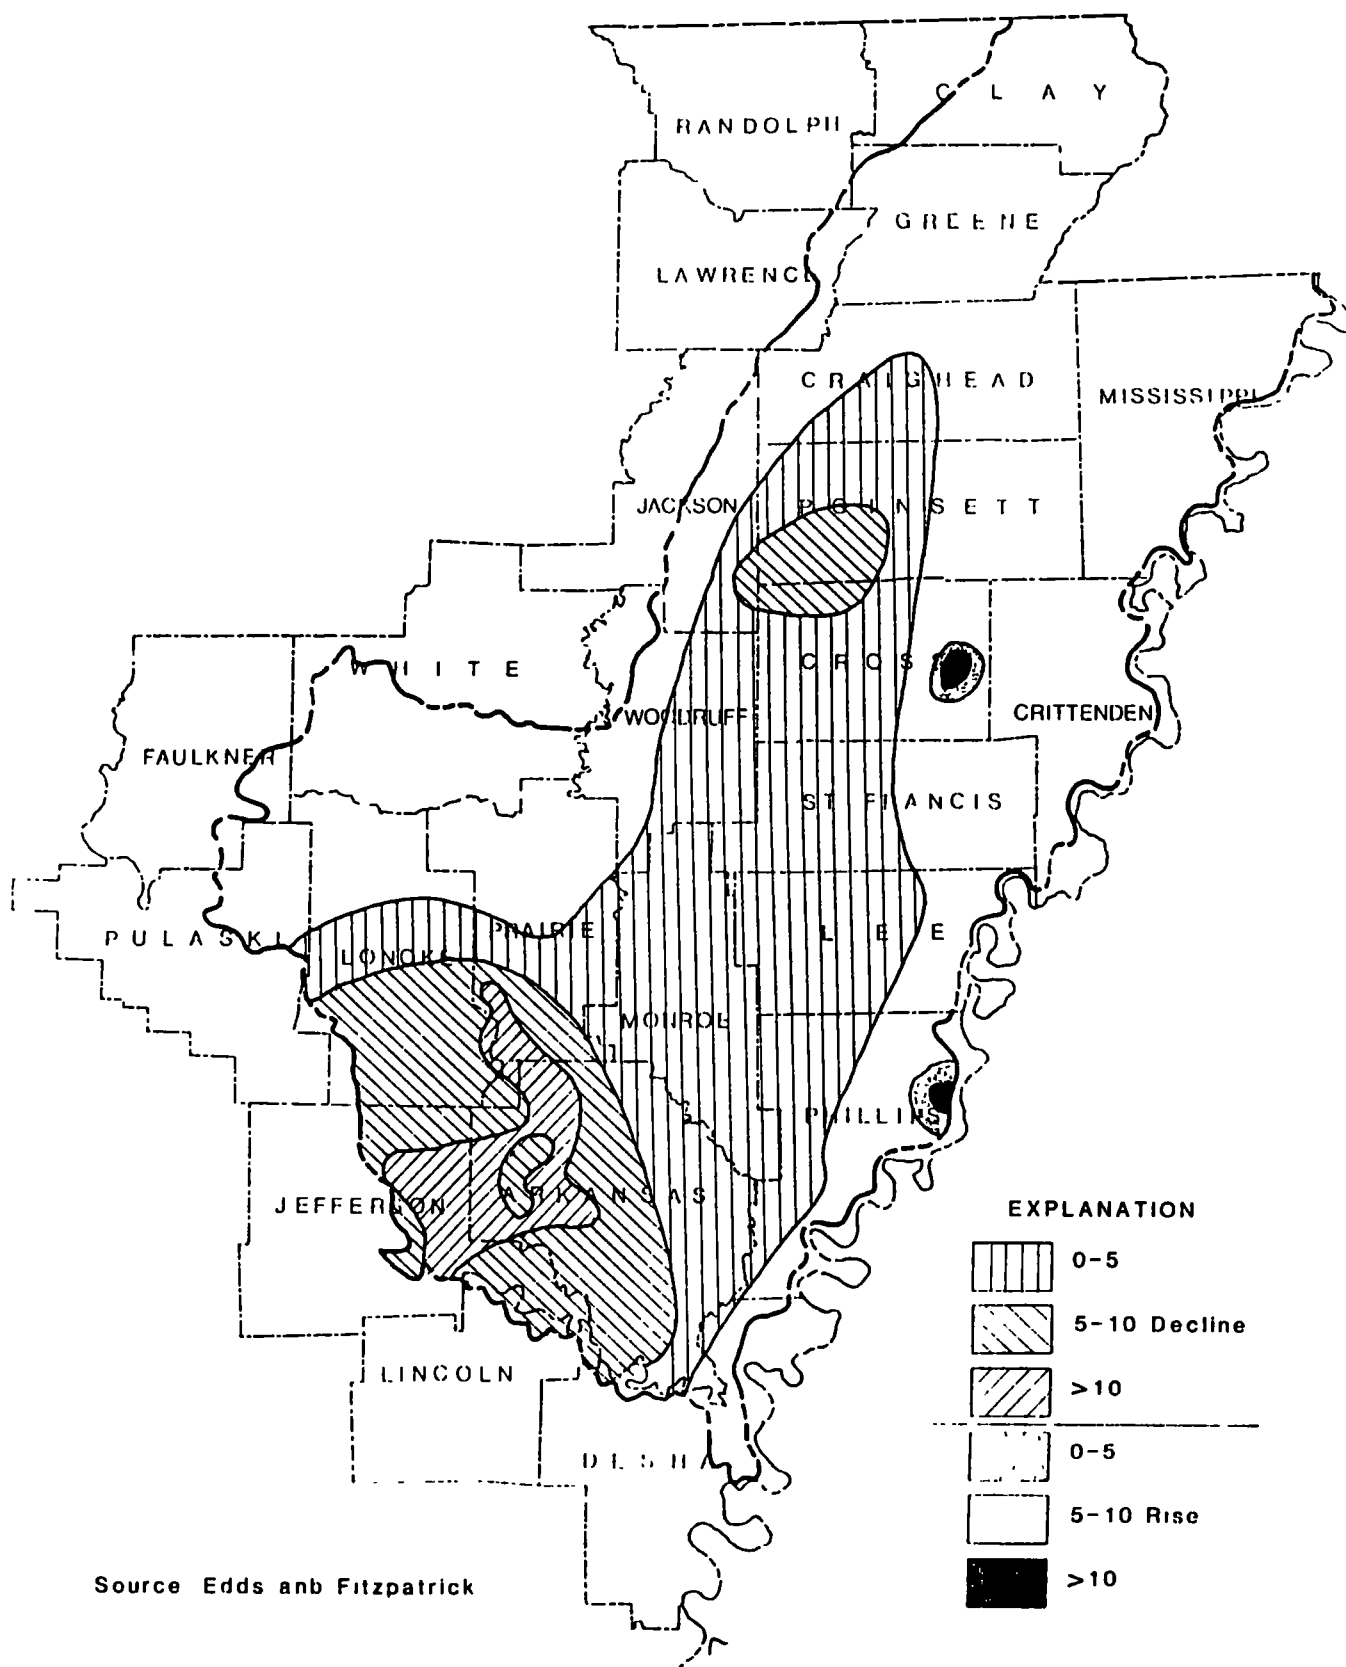 CLAY
RANDOLPH
GREENE
LAWRENCE
CRAIGHEAD
MISSISSIPPI
JACKSON
POINSETT
WHITE
CROSS
WOODRUFF
CRITTENDEN
FAULKNER
ST FRANCIS
PULASKI
PRAIRIE
LEE
LONOKE
MONROE
PHILLIPS
JEFFERSON
ARKANSAS
EXPLANATION
0-5
5-10 Decline
>10
LINCOLN
0-5
DESHA
5-10 Rise
>10
Source Edds anb Fitzpatrick